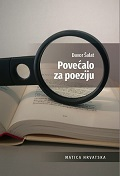 Davor Šalat
Povećalo
za poeziju
MATICA HRVATSKA